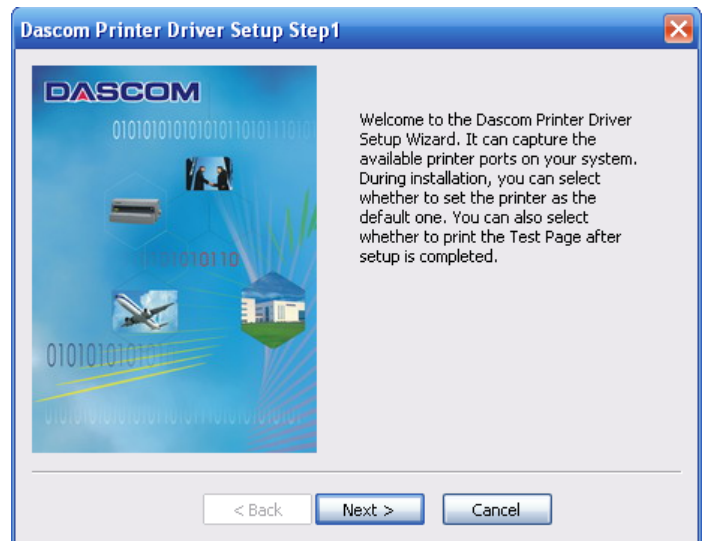 Dascom Printer Driver Setup Step1
DASCOM
Welcome to the Dascom Printer Driver
Setup Wizard. It can capture the
available printer ports on your system.
During installation, you can select
whether to set the printer as the
default one. You can also select
whether to print the Test Page after
setup is completed.
< Back
Next >
Cancel